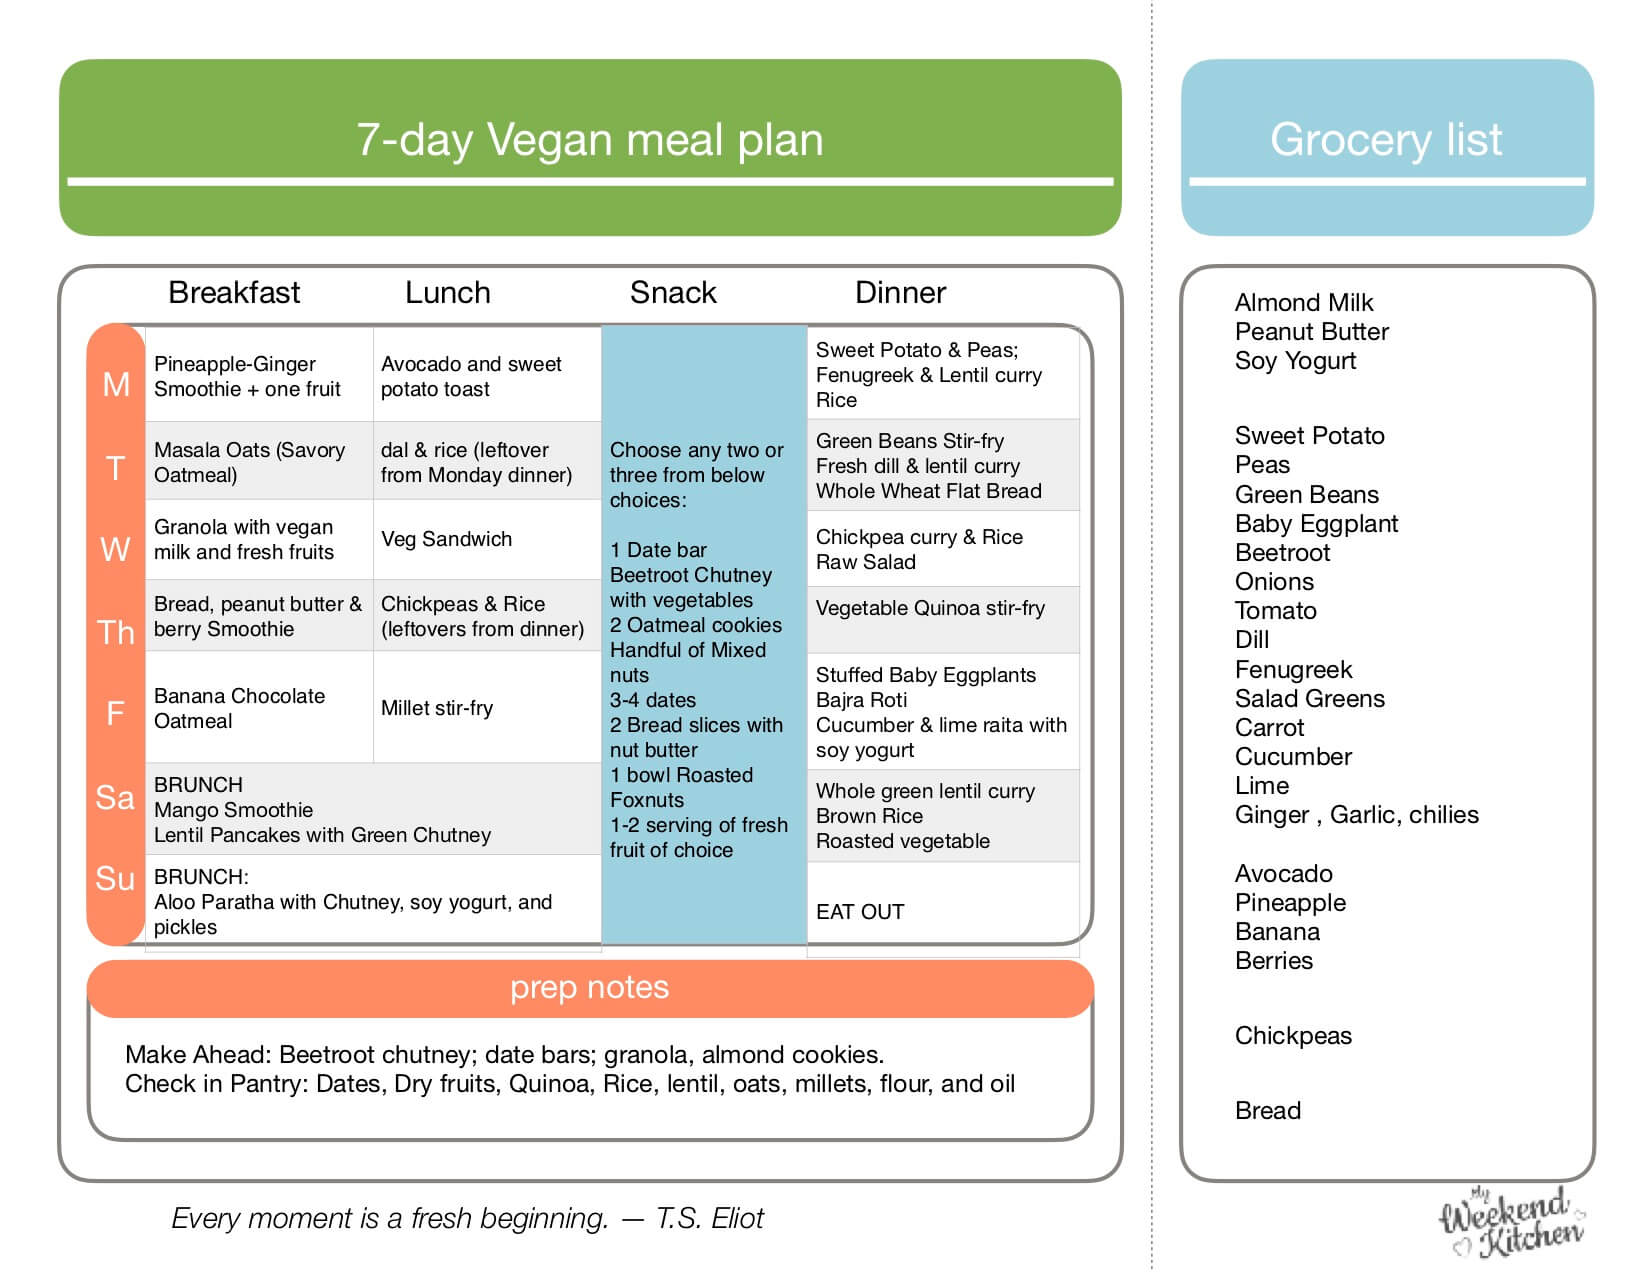 7-day Vegan meal plan
Breakfast
Lunch
Snack
Dinner
M
Pineapple-Ginger
Smoothie + one fruit
Avocado and sweet
potato toast
Sweet Potato & Peas;
Fenugreek & Lentil curry
Rice
T
Masala Oats (Savory
Oatmeal)
dal & rice (leftover
from Monday dinner)
Green Beans Stir-fry
Fresh dill & lentil curry
Whole Wheat Flat Bread
W
Granola with vegan
milk and fresh fruits
Veg Sandwich
Chickpea curry & Rice
Raw Salad
Th
Bread, peanut butter &
berry Smoothie
Chickpeas & Rice
(leftovers from dinner)
Vegetable Quinoa stir-fry
F
Banana Chocolate
Oatmeal
Millet stir-fry
Stuffed Baby Eggplants
Bajra Roti
Cucumber & lime raita with
soy yogurt
Sa
BRUNCH
Mango Smoothie
Lentil Pancakes with Green Chutney
Whole green lentil curry
Brown Rice
Roasted vegetable
Su
BRUNCH:
Aloo Paratha with Chutney, soy yogurt, and
pickles
EAT OUT
Choose any two or
three from below
choices:
1 Date bar
Beetroot Chutney
with vegetables
2 Oatmeal cookies
Handful of Mixed
nuts
3-4 dates
2 Bread slices with
nut butter
1 bowl Roasted
Foxnuts
1-2 serving of fresh
fruit of choice
prep notes
Make Ahead: Beetroot chutney; date bars; granola, almond cookies.
Check in Pantry: Dates, Dry fruits, Quinoa, Rice, lentil, oats, millets, flour, and oil
Every moment is a fresh beginning. — T.S. Eliot
Grocery list
Almond Milk
Peanut Butter
Soy Yogurt
Sweet Potato
Peas
Green Beans
Baby Eggplant
Beetroot
Onions
Tomato
Dill
Fenugreek
Salad Greens
Carrot
Cucumber
Lime
Ginger , Garlic, chilies
Avocado
Pineapple
Banana
Berries
Chickpeas
Bread
My
Weekend
Kitchen